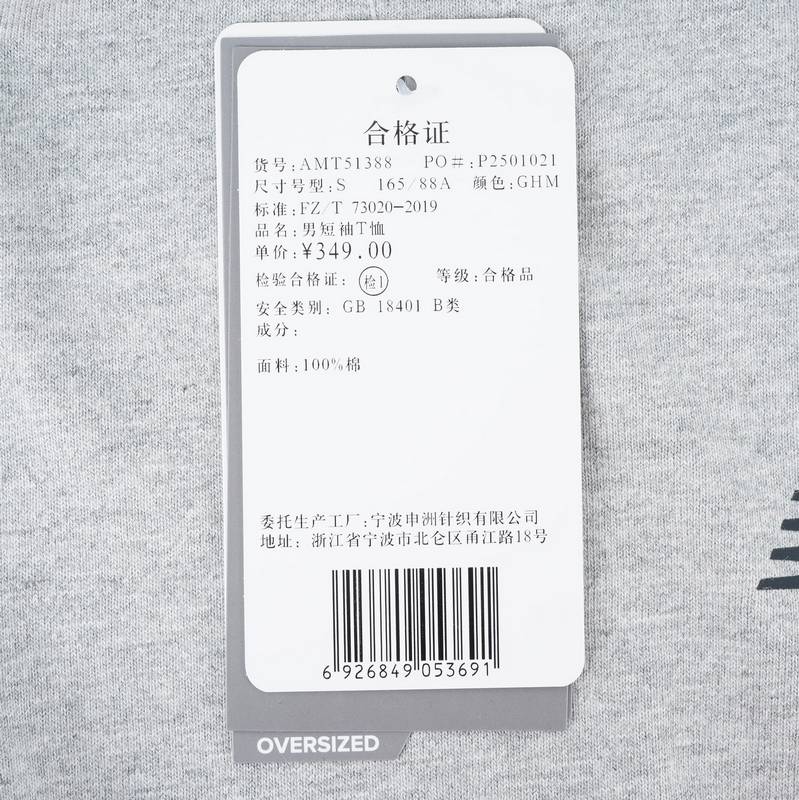 合格证
货号:AMT51388 PO#:P2501021
尺寸号型:S 165/88A 颜色:GHM
标准:FZ/T 73020-2019
品名:男短袖T恤
单价:¥349.00
检验合格证: 检1 等级:合格品
安全类别: GB 18401 B类
成分:
面料:100%棉
委托生产工厂:宁波申洲针织有限公司
地址: 浙江省宁波市北仑区甬江路18号
6 926849 053691
OVERSIZED